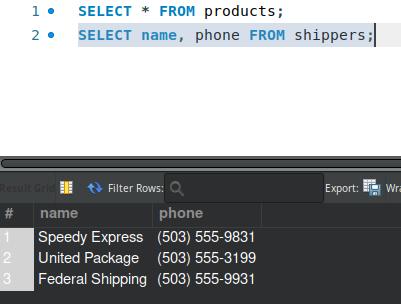 1 SELECT * FROM products;
2 SELECT name, phone FROM shippers;
Result Grid Filter Rows: Export: Wra
# name phone
1 Speedy Express (503) 555-9831
2 United Package (503) 555-3199
3 Federal Shipping (503) 555-9931